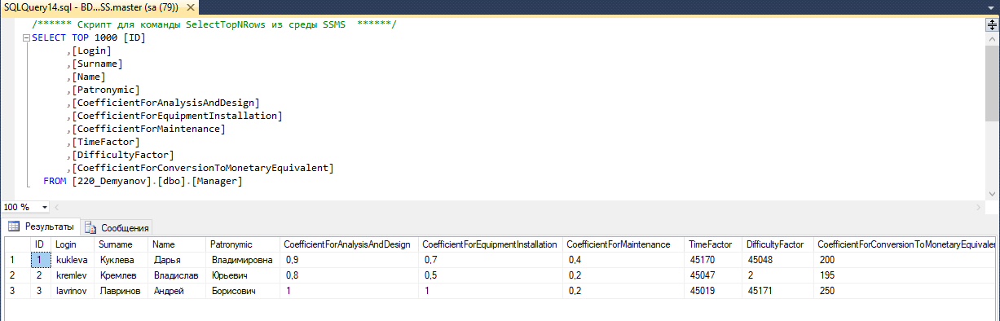 SQLQuery14.sql - BD...SS.master (sa (79))
/****** Скрипт для команды SelectTopNRows из среды SSMS  ******/
SELECT TOP 1000 [ID]
,[Login]
,[Surname]
,[Name]
,[Patronymic]
,[CoefficientForAnalysisAndDesign]
,[CoefficientForEquipmentInstallation]
,[CoefficientForMaintenance]
,[TimeFactor]
,[DifficultyFactor]
,[CoefficientForConversionToMonetaryEquivalent]
FROM [220_Demyanov].[dbo].[Manager]
100 %
Результаты Сообщения
ID Login Surname Name Patronymic CoefficientForAnalysisAndDesign CoefficientForEquipmentInstallation CoefficientForMaintenance TimeFactor DifficultyFactor CoefficientForConversionToMonetaryEquivale
1 1 kukleva Куклева Дарья Владимировна 0,9 0,7 0,4 45170 45048 200
2 2 kremlev Кремлев Владислав Юрьевич 0,8 0,5 0,2 45047 2 195
3 3 lavrinov Лавринов Андрей Борисович 1 1 0,2 45019 45171 250